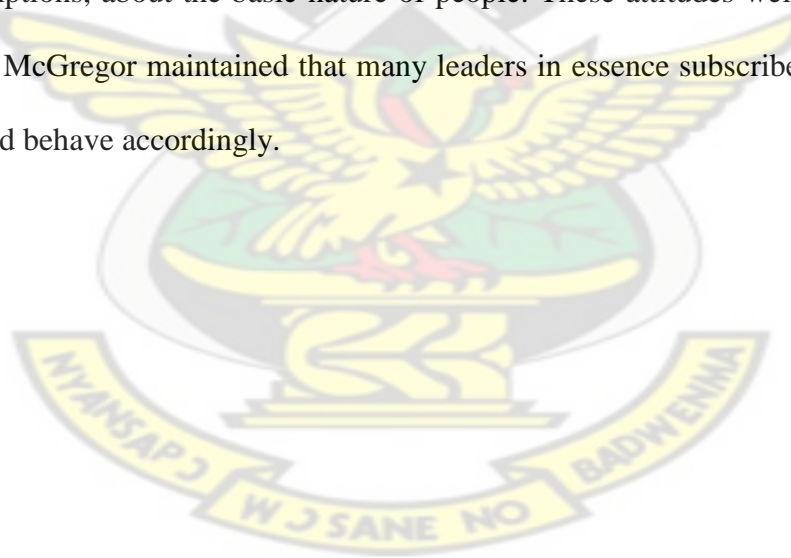 ptions, about the basic nature of people. These attitudes wer
McGregor maintained that many leaders in essence subscribe
d behave accordingly.
NYANSAPƆ
WƆSANE NO
BADWENMA